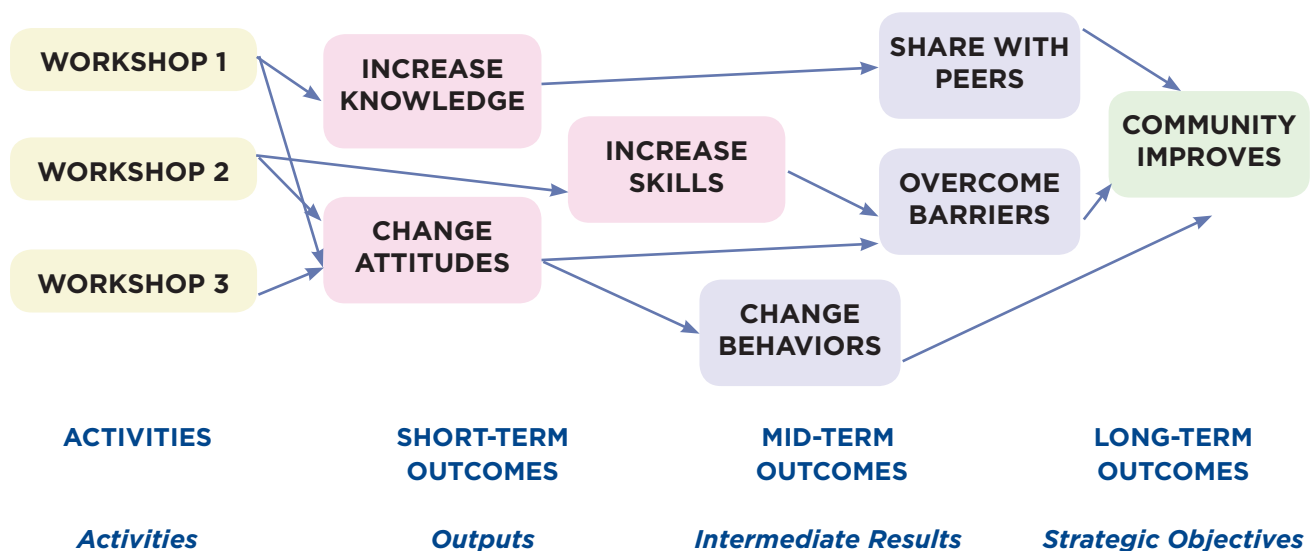 WORKSHOP 1
WORKSHOP 2
WORKSHOP 3
INCREASE
KNOWLEDGE
CHANGE
ATTITUDES
INCREASE
SKILLS
SHARE WITH
PEERS
OVERCOME
BARRIERS
CHANGE
BEHAVIORS
COMMUNITY
IMPROVES
ACTIVITIES
SHORT-TERM
OUTCOMES
MID-TERM
OUTCOMES
LONG-TERM
OUTCOMES
Activities
Outputs
Intermediate Results
Strategic Objectives